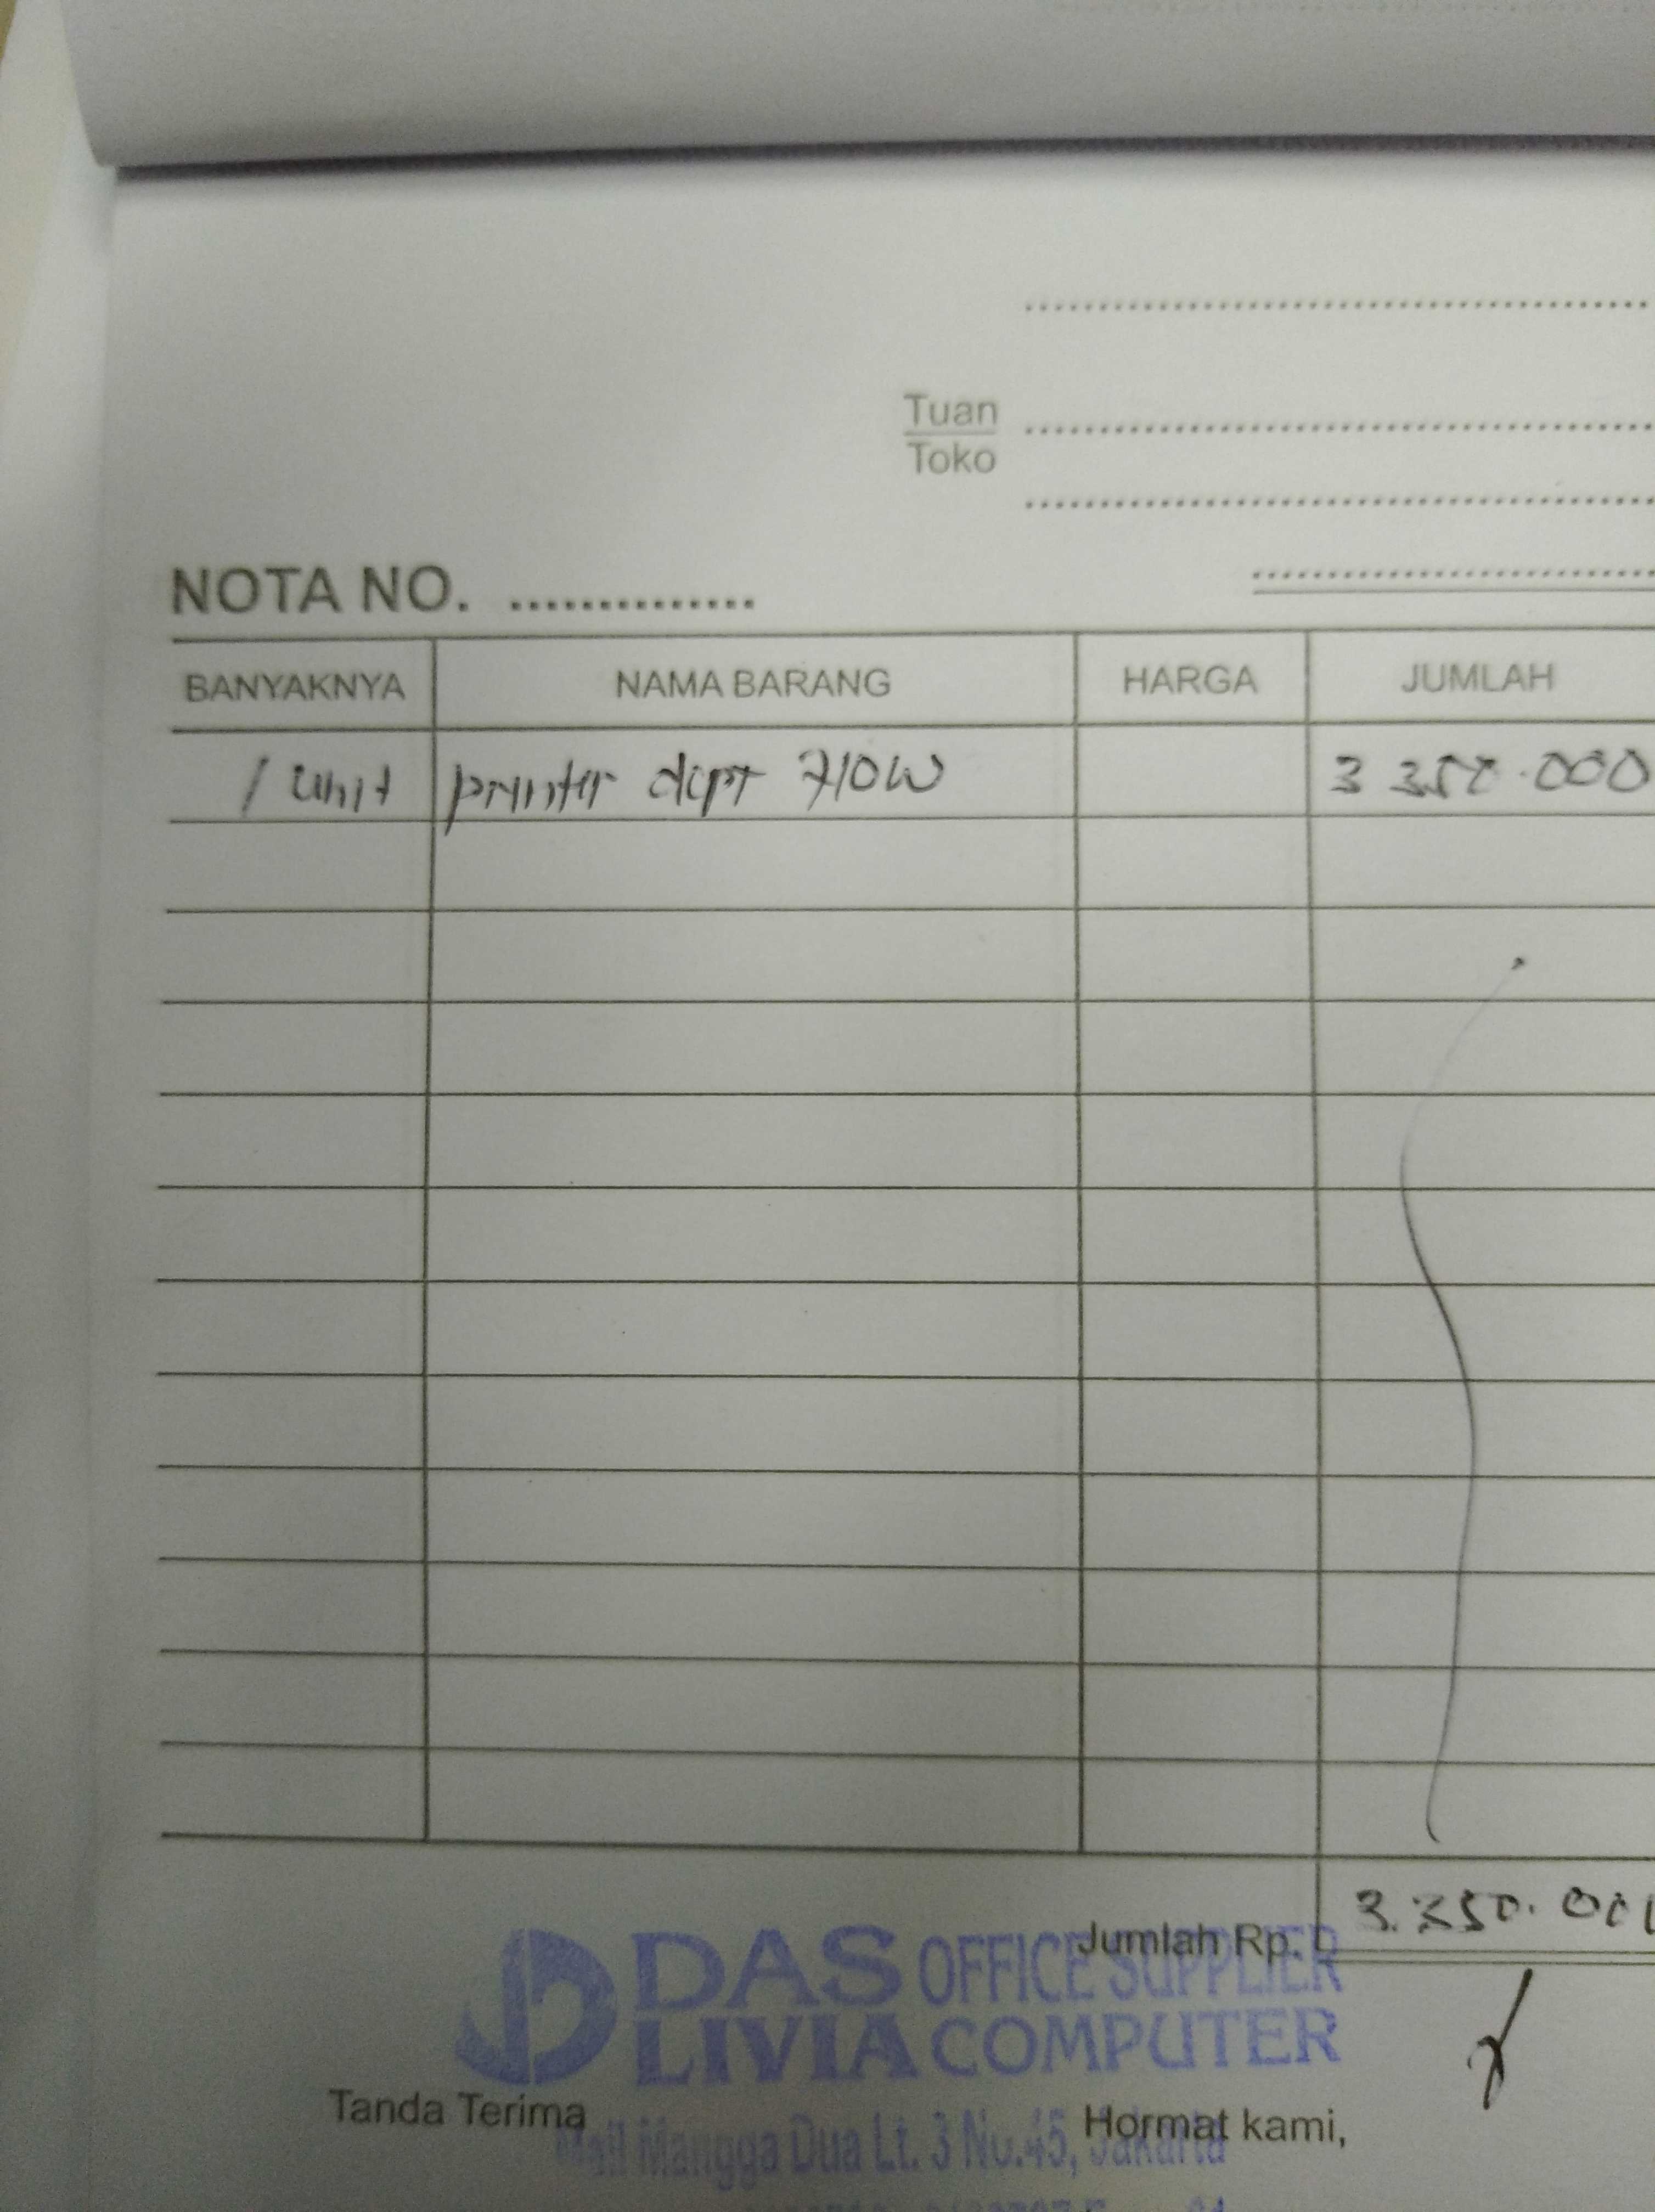 Tuan
Toko
NOTA NO. ..............
BANYAKNYA NAMA BARANG HARGA JUMLAH
1 unit printer dcpt 710W 3 350.000
Jumlah Rp. 3.350.000
DAS OFFICE SUPPLIER
LIVIA COMPUTER
Tanda Terima Hormat kami,
Mall Mangga Dua Lt. 3 No.45, Jakarta